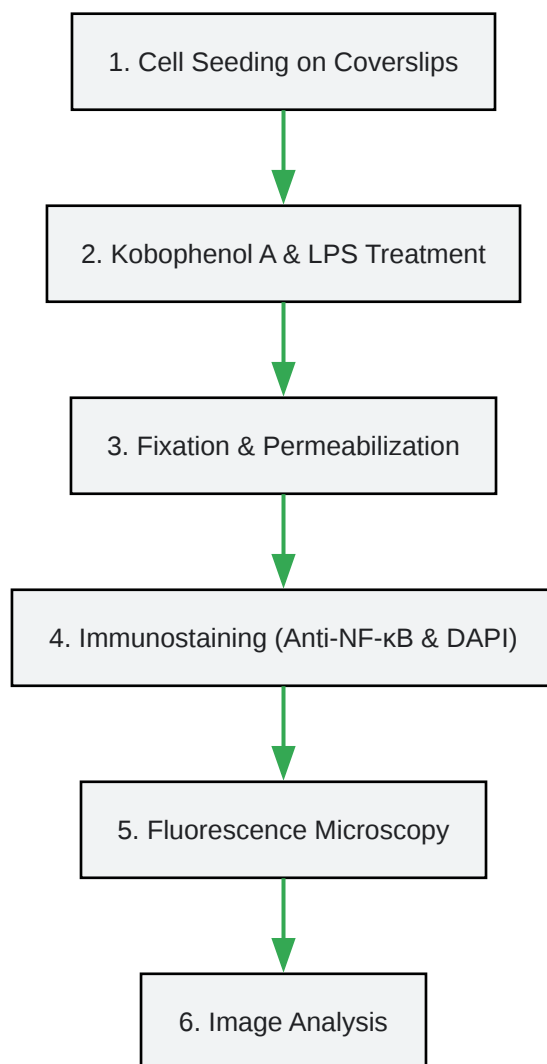 1. Cell Seeding on Coverslips
2. Kobophenol A & LPS Treatment
3. Fixation & Permeabilization
4. Immunostaining (Anti-NF-κB & DAPI)
5. Fluorescence Microscopy
6. Image Analysis